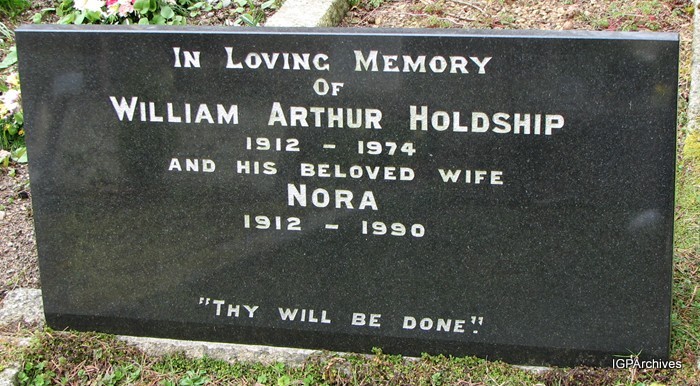 In Loving Memory
of
William Arthur Holdship
1912 - 1974
and his beloved wife
Nora
1912 - 1990
"Thy will be done".
IGPArchives